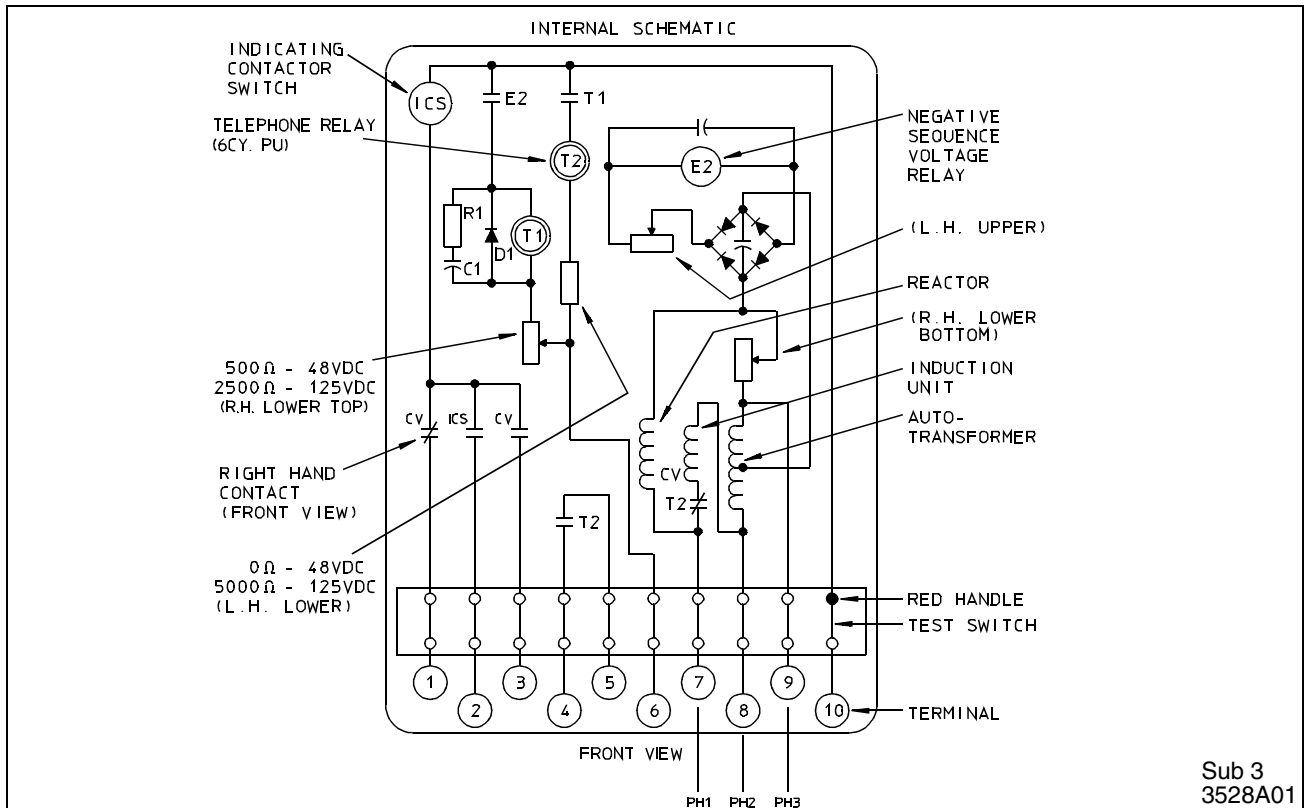 INTERNAL SCHEMATIC
INDICATING
CONTACTOR
SWITCH
ICS
E2
T1
TELEPHONE RELAY
(6CY. PU)
T2
E2
NEGATIVE
SEQUENCE
VOLTAGE
RELAY
R1
D1
T1
C1
(L.H. UPPER)
REACTOR
(R.H. LOWER
BOTTOM)
INDUCTION
UNIT
AUTO-
TRANSFORMER
500Ω - 48VDC
2500Ω - 125VDC
(R.H. LOWER TOP)
CV
ICS
CV
CV
T2
RIGHT HAND
CONTACT
(FRONT VIEW)
T2
0Ω - 48VDC
5000Ω - 125VDC
(L.H. LOWER)
RED HANDLE
TEST SWITCH
1
2
3
4
5
6
7
8
9
10
TERMINAL
FRONT VIEW
PH1 PH2 PH3
Sub 3
3528A01